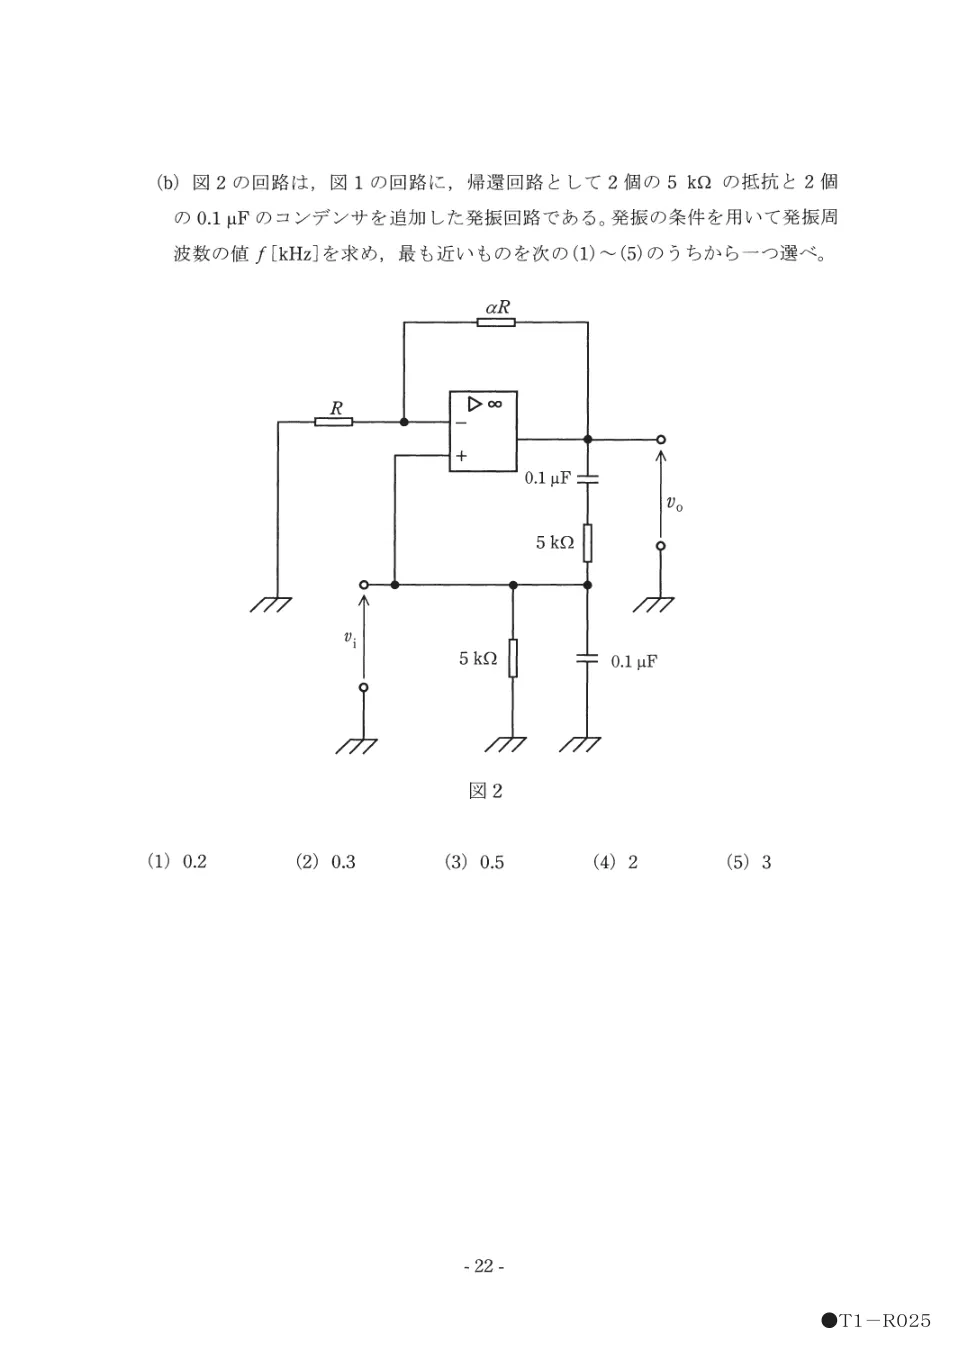 (b) 図 2 の回路は，図 1 の回路に，帰還回路として 2 個の 5 kΩ の抵抗と 2 個
の 0.1 μF のコンデンサを追加した発振回路である。発振の条件を用いて発振周
波数の値 f [kHz]を求め，最も近いものを次の(1)～(5)のうちから一つ選べ。
αR
R
▷ ∞
−
+
0.1 μF
vo
5 kΩ
vi
5 kΩ
0.1 μF
図 2
(1) 0.2 (2) 0.3 (3) 0.5 (4) 2 (5) 3
- 22 -
●T1－R025